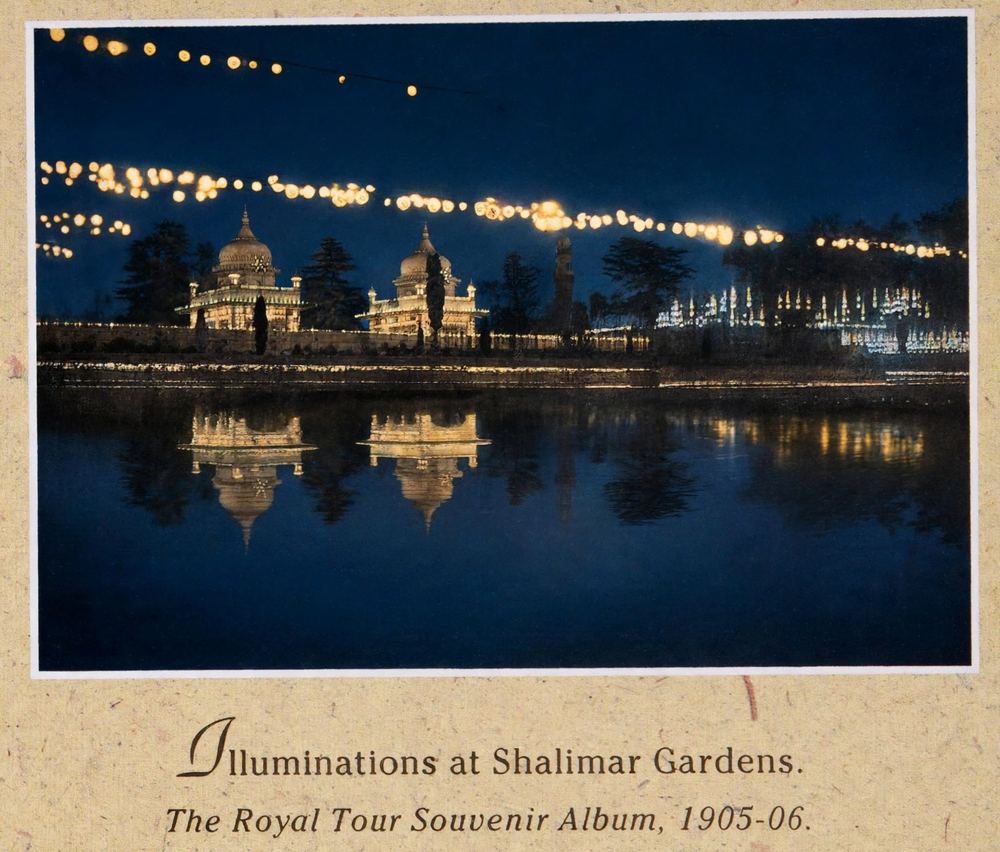 Illuminations at Shalimar Gardens.
The Royal Tour Souvenir Album, 1905-06.